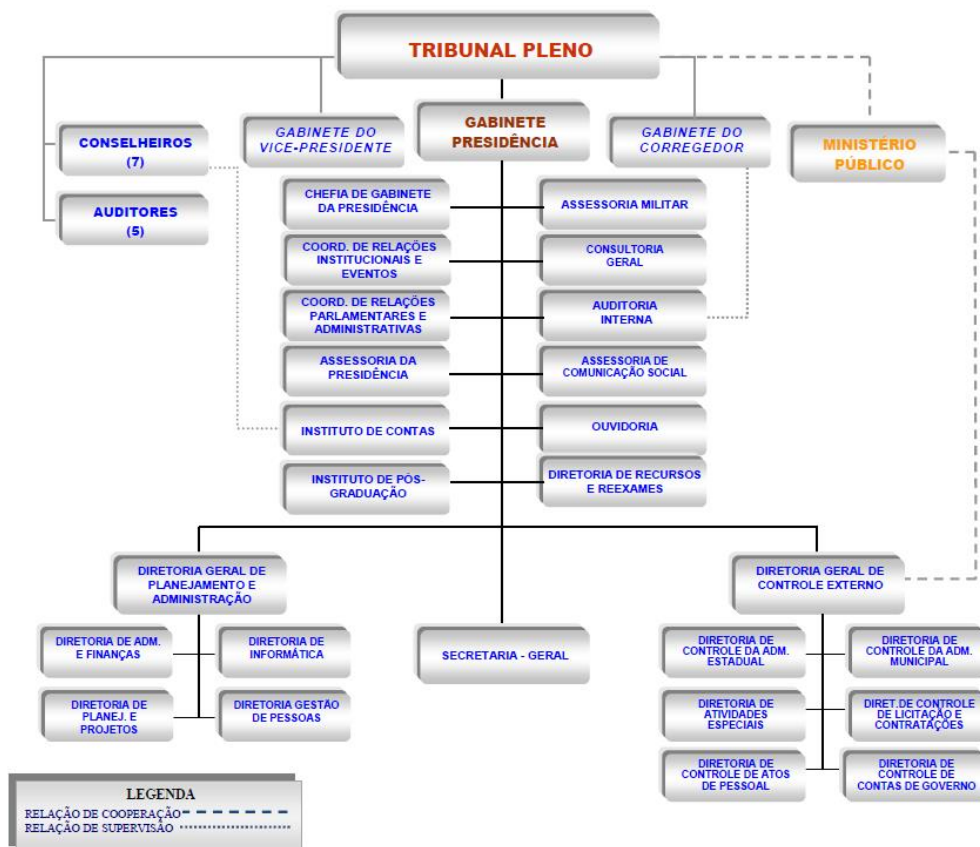 TRIBUNAL PLENO
CONSELHEIROS
(7)
AUDITORES
(5)
GABINETE DO
VICE-PRESIDENTE
GABINETE
PRESIDÊNCIA
GABINETE DO
CORREGEDOR
MINISTÉRIO
PÚBLICO
CHEFIA DE GABINETE
DA PRESIDÊNCIA
ASSESSORIA MILITAR
COORD. DE RELAÇÕES
INSTITUCIONAIS E
EVENTOS
CONSULTORIA
GERAL
COORD. DE RELAÇÕES
PARLAMENTARES E
ADMINISTRATIVAS
AUDITORIA
INTERNA
ASSESSORIA DA
PRESIDÊNCIA
ASSESSORIA DE
COMUNICAÇÃO SOCIAL
INSTITUTO DE CONTAS
OUVIDORIA
INSTITUTO DE PÓS-
GRADUAÇÃO
DIRETORIA DE RECURSOS
E REEXAMES
DIRETORIA GERAL DE
PLANEJAMENTO E
ADMINISTRAÇÃO
DIRETORIA GERAL DE
CONTROLE EXTERNO
DIRETORIA DE ADM.
E FINANÇAS
DIRETORIA DE
INFORMÁTICA
SECRETARIA - GERAL
DIRETORIA DE
CONTROLE DA ADM.
ESTADUAL
DIRETORIA DE
CONTROLE DA ADM.
MUNICIPAL
DIRETORIA DE
PLANEJ. E
PROJETOS
DIRETORIA GESTÃO
DE PESSOAS
DIRETORIA DE
ATIVIDADES
ESPECIAIS
DIRET.DE CONTROLE
DE LICITAÇÃO E
CONTRATAÇÕES
DIRETORIA DE
CONTROLE DE ATOS
DE PESSOAL
DIRETORIA DE
CONTROLE DE
CONTAS DE GOVERNO
LEGENDA
RELAÇÃO DE COOPERAÇÃO
RELAÇÃO DE SUPERVISÃO